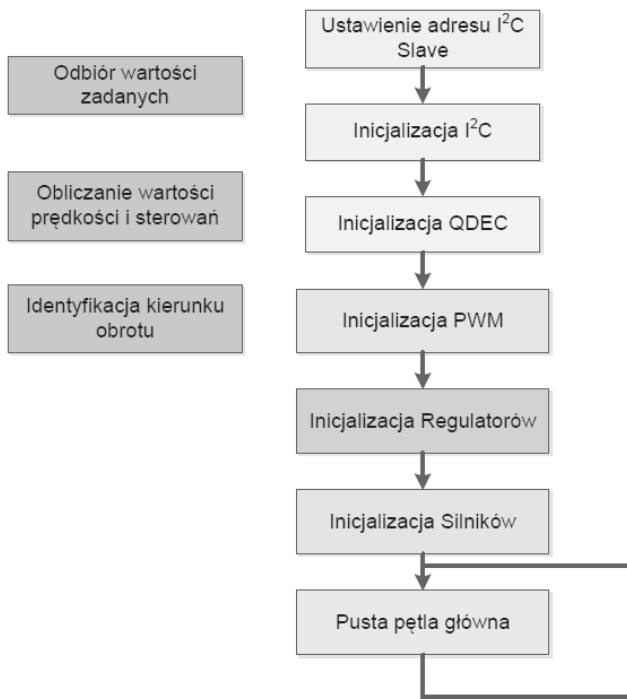 Ustawienie adresu I²C
Slave
Odbiór wartości
zadanych
Inicjalizacja I²C
Obliczanie wartości
prędkości i sterowań
Inicjalizacja QDEC
Identyfikacja kierunku
obrotu
Inicjalizacja PWM
Inicjalizacja Regulatorów
Inicjalizacja Silników
Pusta pętla główna